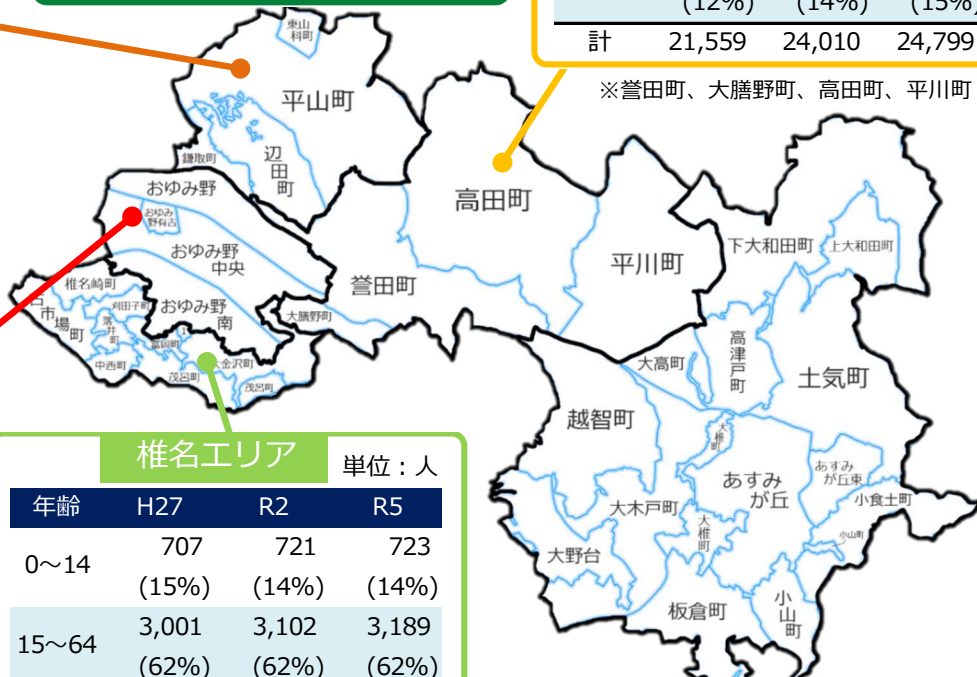 (12%) (14%) (15%)
計 21,559 24,010 24,799
※誉田町、大膳野町、高田町、平川町
東山
科町
平山町
鎌取町
辺田町
おゆみ野
おゆみ
野有吉
おゆみ野
中央
おゆみ野
南
高田町
誉田町
平川町
大膳野町
下大和田町
上大和田町
椎名崎町
刈田子町
古市場町
落井町
富岡町
中西町
茂呂町
大金沢町
茂呂町
大高町
高津戸町
土気町
越智町
大椎町
あすみ
が丘
あすみ
が丘東
小食土町
大木戸町
大椎町
小山町
大野台
板倉町
小山町
椎名エリア 単位：人
年齢 H27 R2 R5
0～14 707 721 723
(15%) (14%) (14%)
15～64 3,001 3,102 3,189
(62%) (62%) (62%)